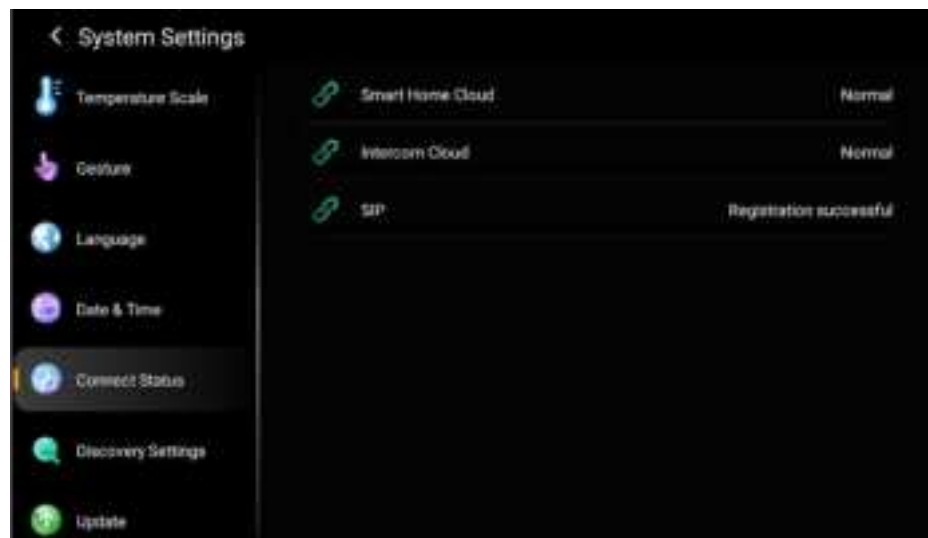 System Settings
Temperature Scale
Gesture
Language
Date & Time
Connect Status
Discovery Settings
Update
Smart Home Cloud
Normal
Intercom Cloud
Normal
SIP
Registration successful